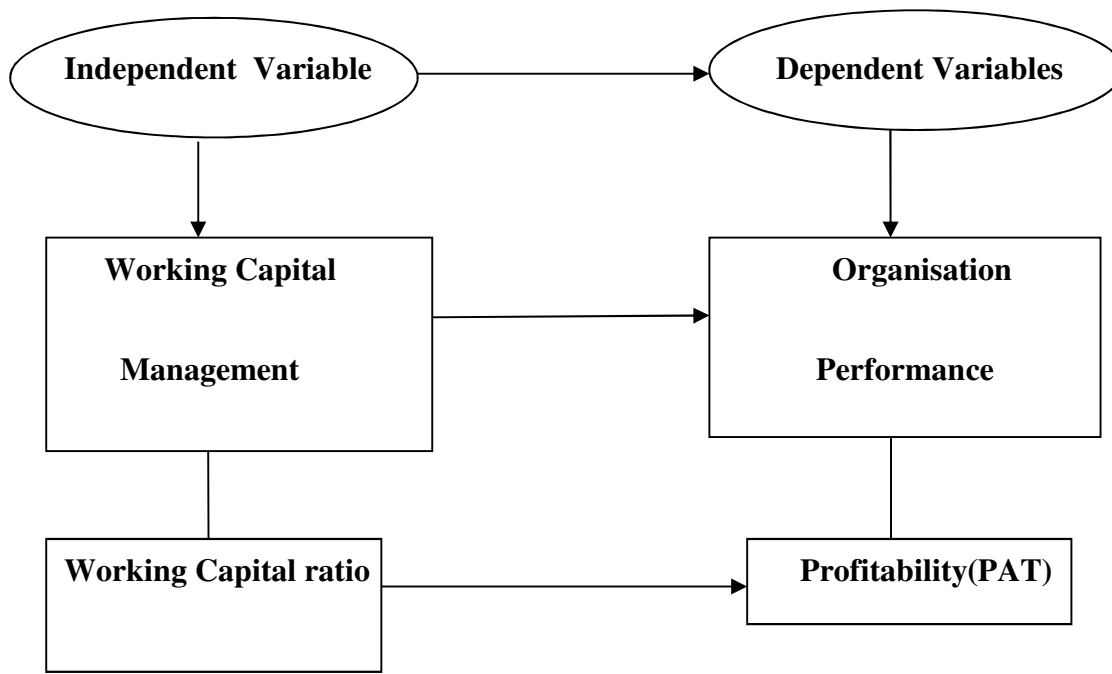 Independent Variable
Dependent Variables
Working Capital
Management
Organisation
Performance
Working Capital ratio
Profitability(PAT)